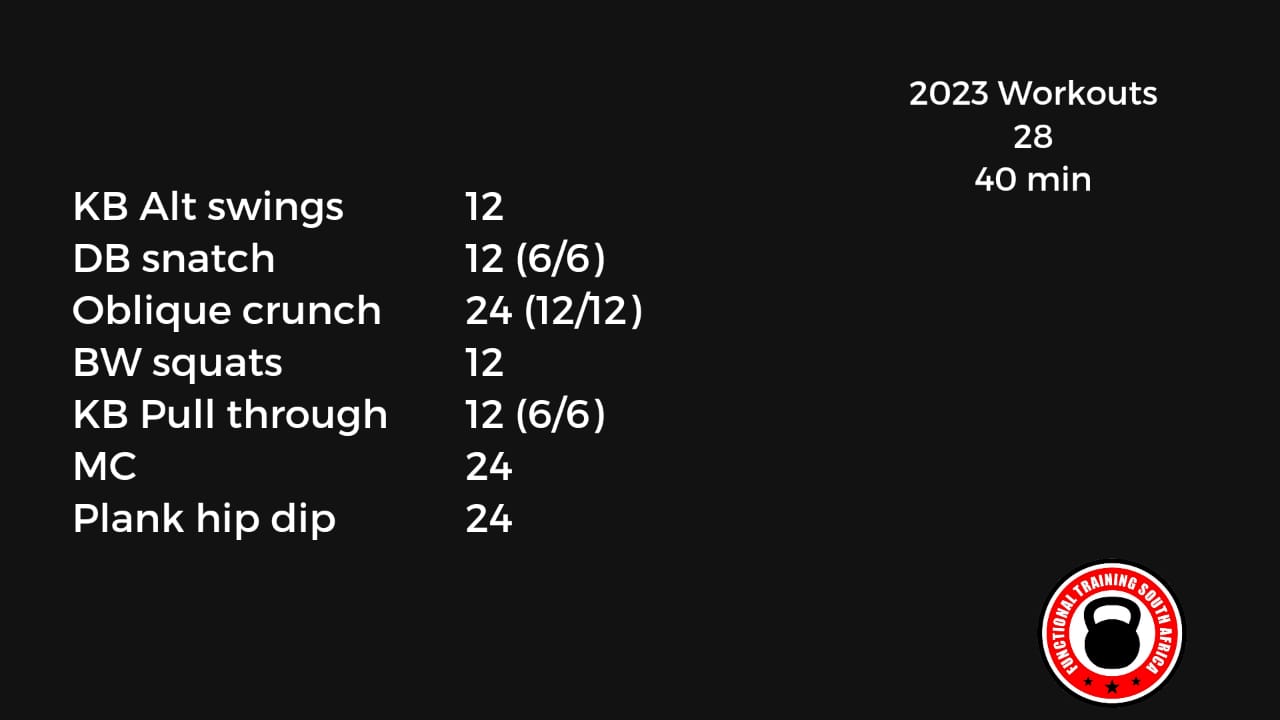 2023 Workouts
28
40 min
KB Alt swings 12
DB snatch 12 (6/6)
Oblique crunch 24 (12/12)
BW squats 12
KB Pull through 12 (6/6)
MC 24
Plank hip dip 24
FUNCTIONAL TRAINING SOUTH AFRICA